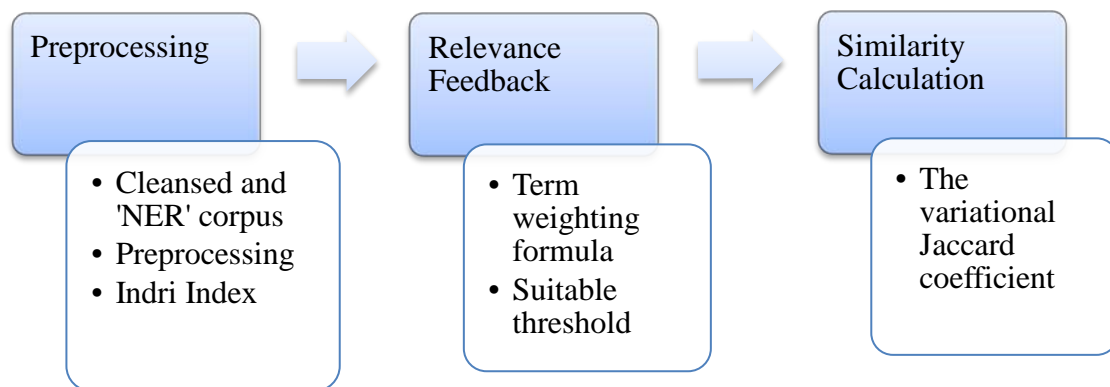 Preprocessing
• Cleansed and
'NER' corpus
• Preprocessing
• Indri Index
Relevance
Feedback
• Term
weighting
formula
• Suitable
threshold
Similarity
Calculation
• The
variational
Jaccard
coefficient